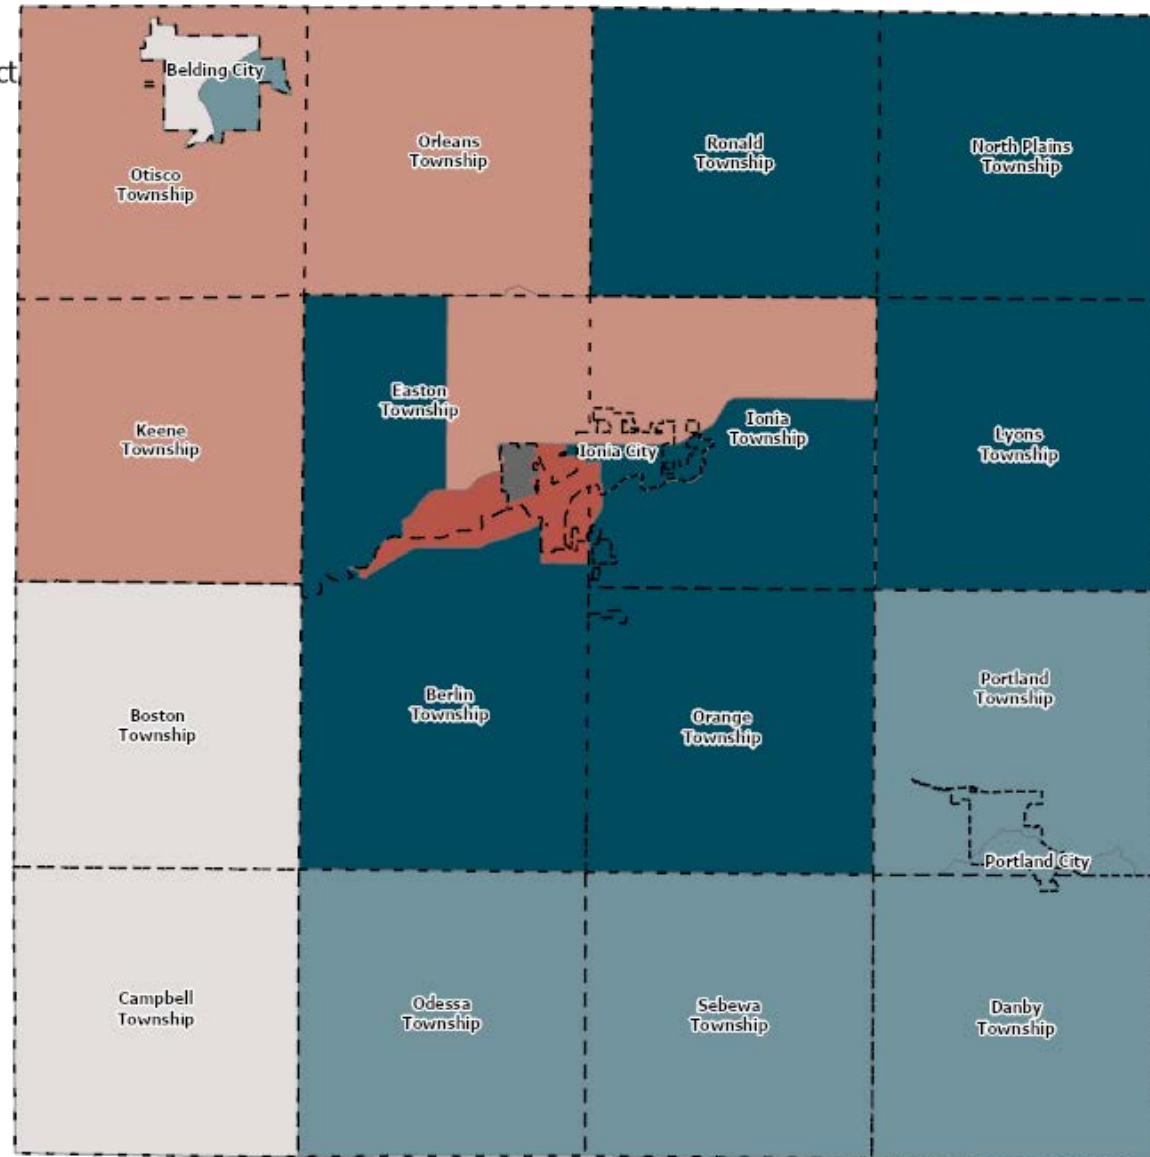 ct
Belding City
Otisco
Township
Orleans
Township
Ronald
Township
North Plains
Township
Keene
Township
Easton
Township
Ionia City
Ionia
Township
Lyons
Township
Boston
Township
Berlin
Township
Orange
Township
Portland
Township
Portland City
Campbell
Township
Odessa
Township
Sebewa
Township
Danby
Township